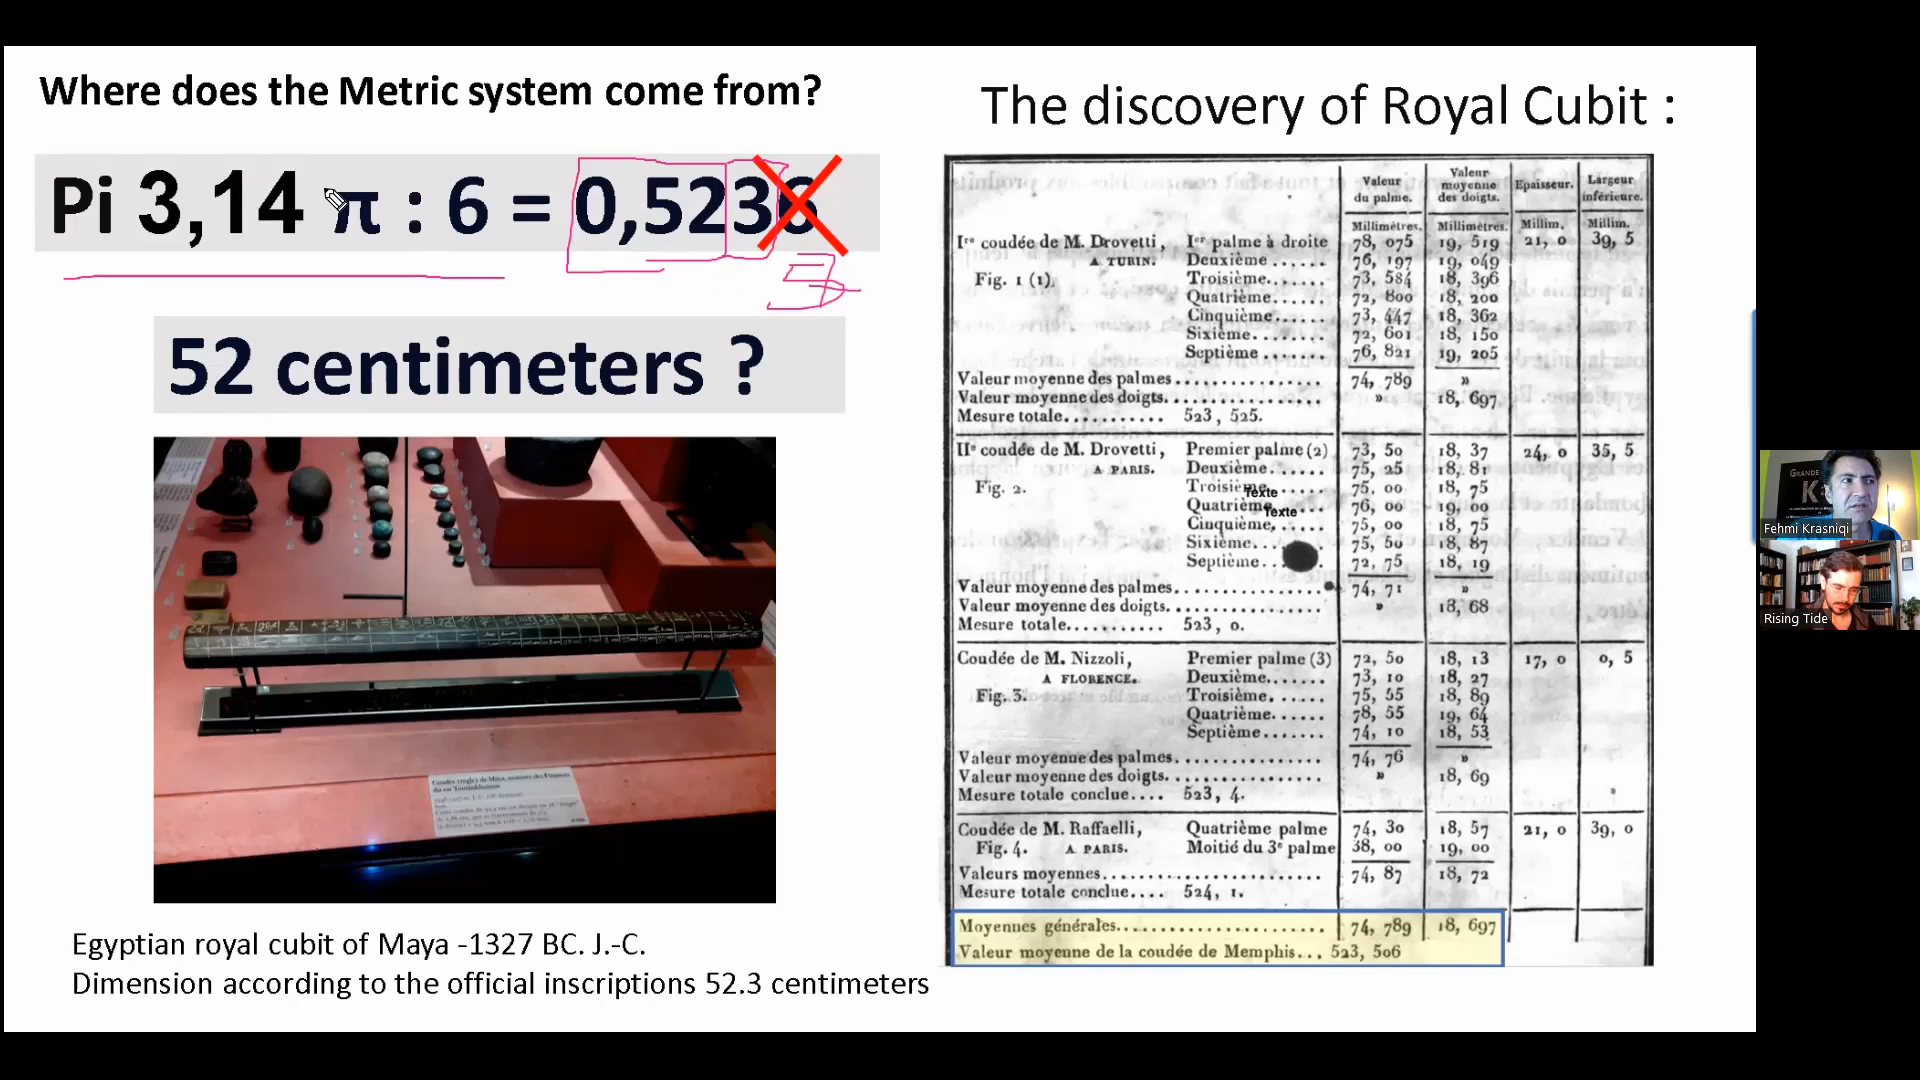 Where does the Metric system come from?
Pi 3,14 π : 6 = 0,5236
3
52 centimeters ?
Egyptian royal cubit of Maya -1327 BC. J.-C.
Dimension according to the official inscriptions 52.3 centimeters
The discovery of Royal Cubit :
Valeur du palme. Valeur moyenne des doigts. Epaisseur. Largeur inférieure.
Millimètres. Millimètres. Millim. Millim.
Ire coudée de M. Drovetti, Ier palme à droite 78, 075 19, 519 21, 0 39, 5
A TURIN. Deuxième...... 76, 197 19, 049
Fig. 1 (1). Troisième...... 73, 584 18, 396
Quatrième...... 72, 800 18, 200
Cinquième...... 73, 447 18, 362
Sixième....... 72, 601 18, 150
Septième....... 76, 821 19, 205
Valeur moyenne des palmes.............. 74, 789 »
Valeur moyenne des doigts.............. » 18, 697
Mesure totale.......... 523, 525.
IIe coudée de M. Drovetti, Premier palme (2) 73, 50 18, 37 24, 0 35, 5
A PARIS. Deuxième...... 75, 25 18, 81
Fig. 2. Troisième Texte..... 75, 00 18, 75
Quatrième Texte... 76, 00 19, 00
Cinquième...... 75, 00 18, 75
Sixième... 75, 50 18, 87
Septième... 72, 75 18, 19
Valeur moyenne des palmes.............. 74, 71 »
Valeur moyenne des doigts.............. » 18, 68
Mesure totale.......... 523, 0.
Coudée de M. Nizzoli, Premier palme (3) 72, 50 18, 13 17, 0 0, 5
A FLORENCE. Deuxième...... 73, 10 18, 27
Fig. 3. Troisième...... 75, 55 18, 89
Quatrième...... 78, 55 19, 64
Septième....... 74, 10 18, 53
Valeur moyenne des palmes.............. 74, 76 »
Valeur moyenne des doigts.............. » 18, 69
Mesure totale conclue.... 523, 4.
Coudée de M. Raffaelli, Quatrième palme 74, 30 18, 57 21, 0 39, 0
Fig. 4. A PARIS. Moitié du 3e palme 38, 00 19, 00
Valeurs moyennes...................... 74, 87 18, 72
Mesure totale conclue.... 524, 1.
Moyennes générales...................... 74, 789 18, 697
Valeur moyenne de la coudée de Memphis... 523, 506
GRANDE
K
Fehmi Krasniqi
Rising Tide